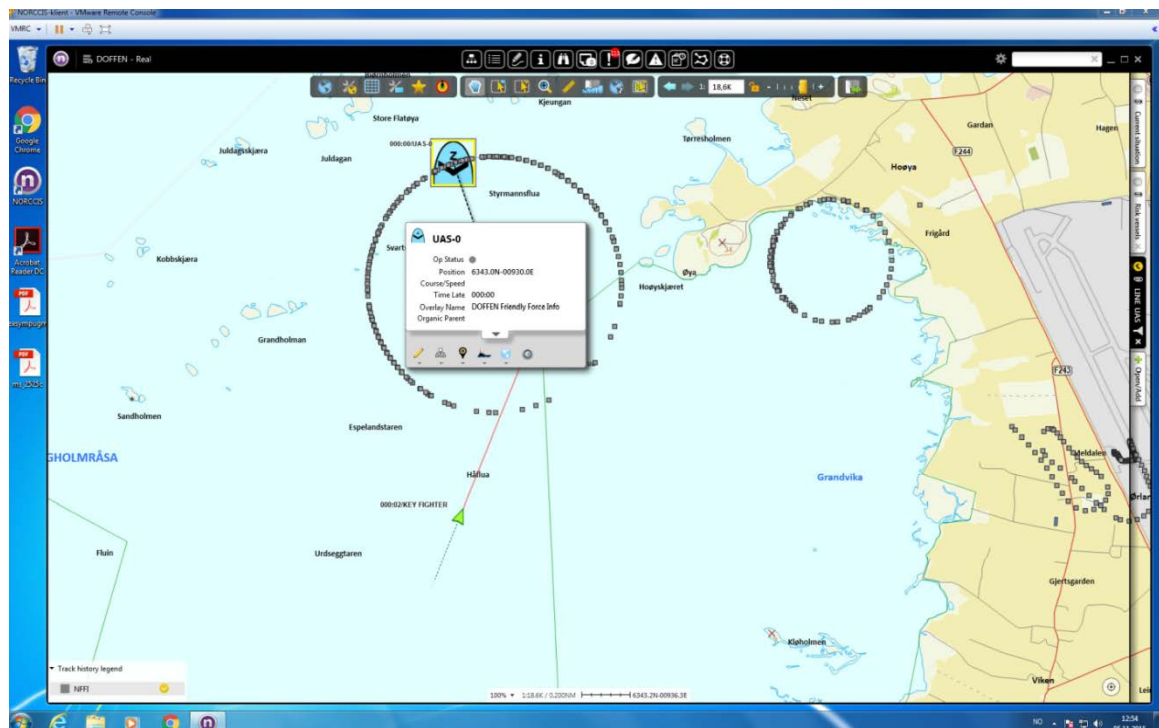 NORCCIS-klient - VMware Remote Console
VMRC
DOFFEN - Real
Recycle Bin
Google Chrome
NORCCIS
Acrobat Reader DC
1:
18,6K
Kjeungan
Neset
Store Flatøya
Gardan
Hagen
Current situation
000:00/UAS-0
Tørresholmen
F244
Juldagsskjæra
Juldagan
Hoøya
Styrmannsflua
Risk vessels
UAS-0
Frigård
Kobbskjæra
Op Status
Position 6343.0N-00930.0E
Øya
Course/Speed
Hoøyskjæret
Time Late 000:00
LINE UAS
Overlay Name DOFFEN Friendly Force Info
Organic Parent
Grandholman
Open/Add
F243
Sandholmen
Espelandstaren
GHOLMRÅSA
Meldalen
Håflua
Grandvika
000:02/KEY FIGHTER
Fluin
Urdseggtaren
Gjertsgarden
Kløholmen
Track history legend
NFFI
Viken
100%
1:18.6K / 0.200NM
6343.2N-00936.3E
NO
12:54